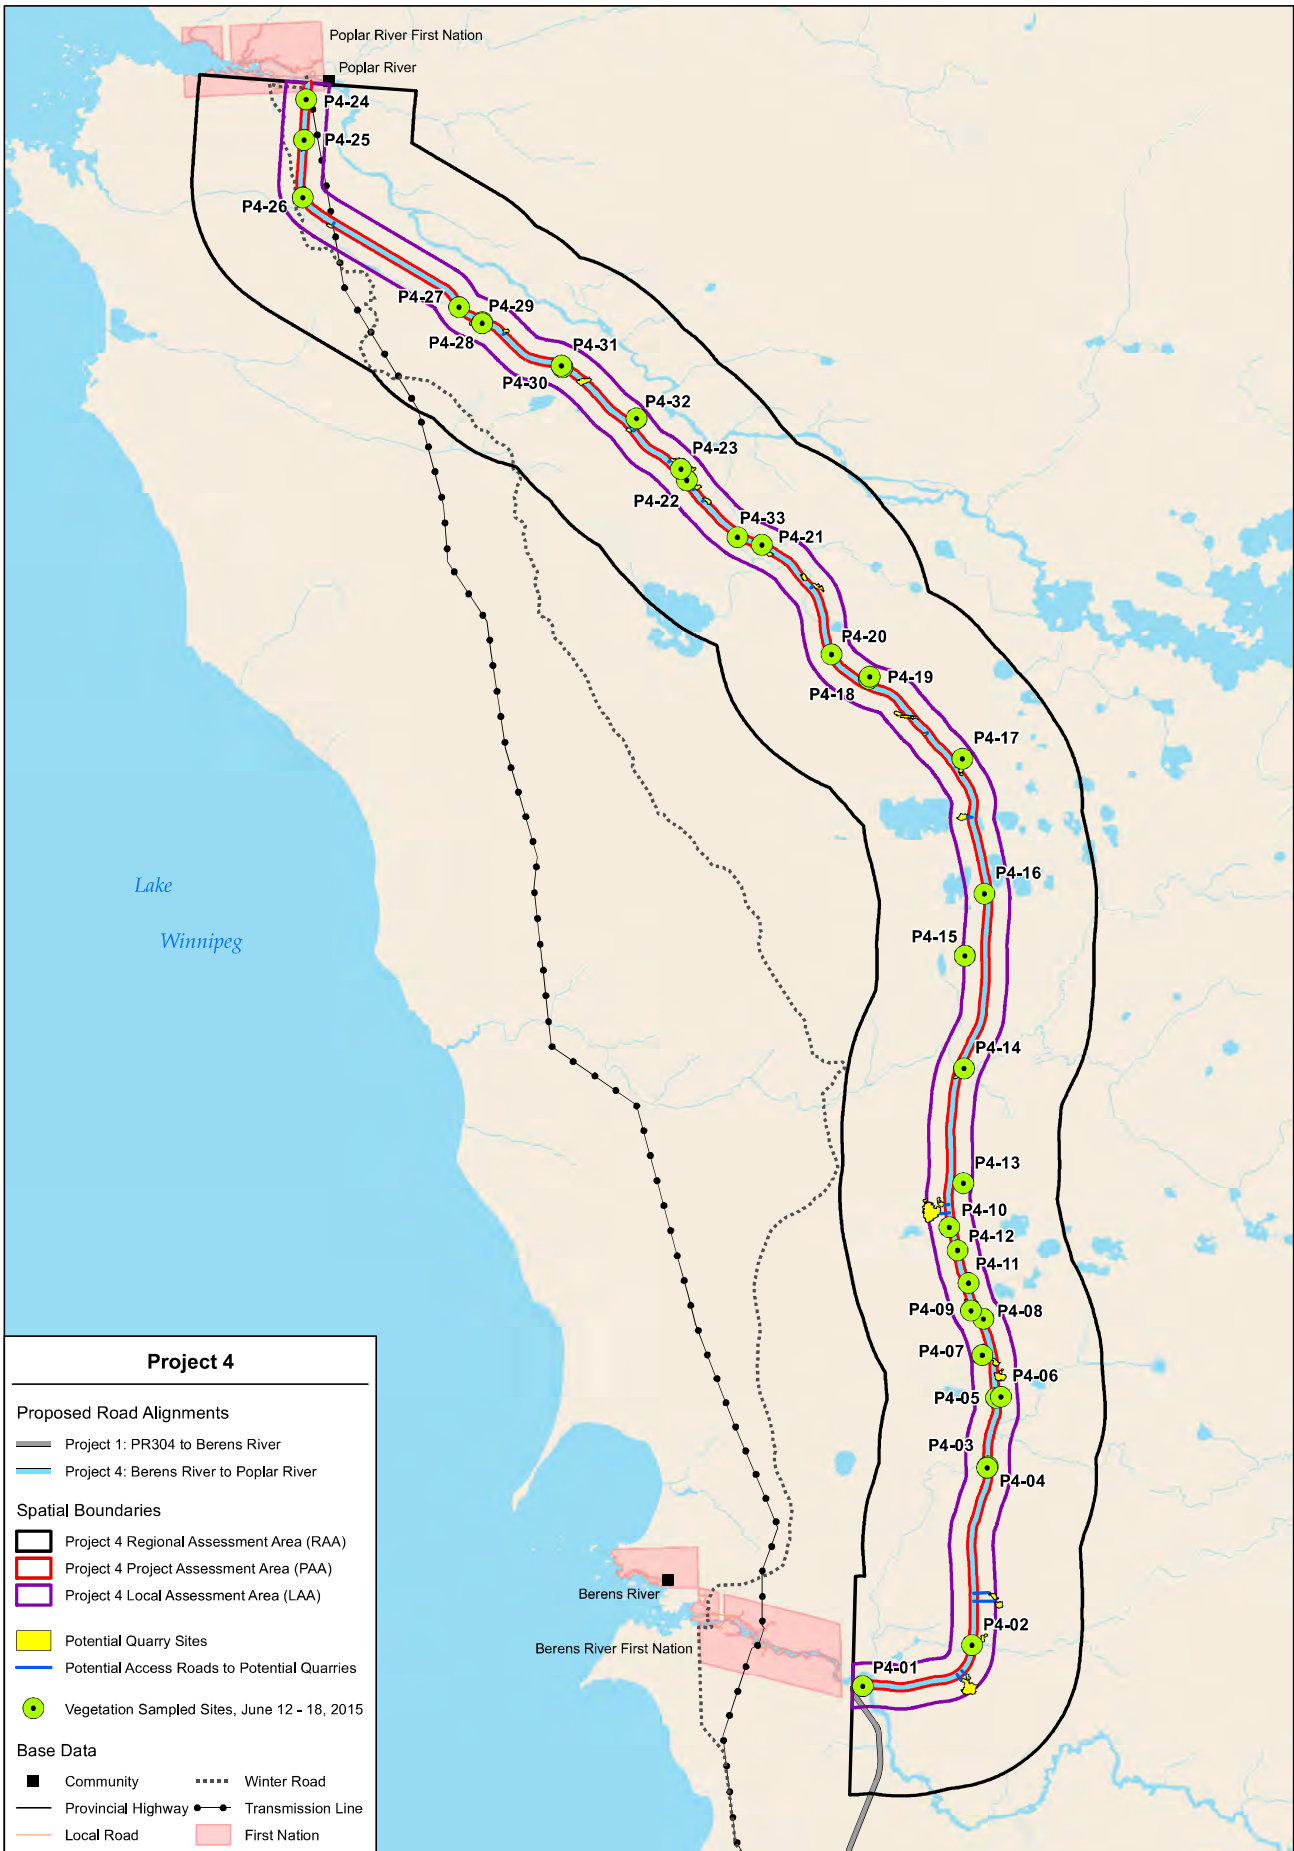 Poplar River First Nation
Poplar River
P4-24
P4-25
P4-26
P4-27
P4-29
P4-28
P4-31
P4-30
P4-32
P4-23
P4-22
P4-33
P4-21
P4-20
P4-19
P4-18
P4-17
P4-16
P4-15
P4-14
P4-13
P4-10
P4-12
P4-11
P4-09
P4-08
P4-07
P4-06
P4-05
P4-03
P4-04
P4-02
P4-01
Lake
Winnipeg
Berens River
Berens River First Nation
Project 4
Proposed Road Alignments
Project 1: PR304 to Berens River
Project 4: Berens River to Poplar River
Spatial Boundaries
Project 4 Regional Assessment Area (RAA)
Project 4 Project Assessment Area (PAA)
Project 4 Local Assessment Area (LAA)
Potential Quarry Sites
Potential Access Roads to Potential Quarries
Vegetation Sampled Sites, June 12 - 18, 2015
Base Data
Community
Winter Road
Provincial Highway
Transmission Line
Local Road
First Nation